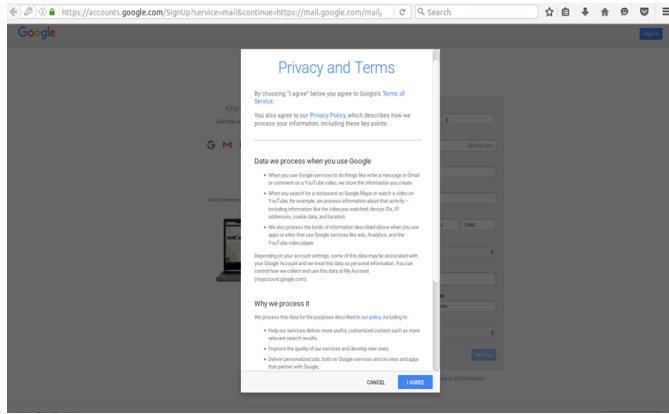 https://accounts.google.com/SignUp?service=mail&continue=https://mail.google.com/mail/
Search
Google
Sign in
Privacy and Terms
By choosing "I agree" below you agree to Google's Terms of
Service.
You also agree to our Privacy Policy, which describes how we
process your information, including these key points:
One
One free
@gmail.com
Data we process when you use Google
• When you use Google services to do things like write a message in Gmail
or comment on a YouTube video, we store the information you create.
• When you search for a restaurant on Google Maps or watch a video on
YouTube, for example, we process information about that activity –
including information like the video you watched, device IDs, IP
addresses, cookie data, and location.
• We also process the kinds of information described above when you use
apps or sites that use Google services like ads, Analytics, and the
YouTube video player.
Switch between
Depending on your account settings, some of this data may be associated with
your Google Account and we treat this data as personal information. You can
control how we collect and use this data at My Account
(myaccount.google.com).
Why we process it
We process this data for the purposes described in our policy, including to:
• Help our services deliver more useful, customized content such as more
relevant search results;
• Improve the quality of our services and develop new ones;
• Deliver personalized ads, both on Google services and on sites and apps
that partner with Google;
CANCEL
I AGREE